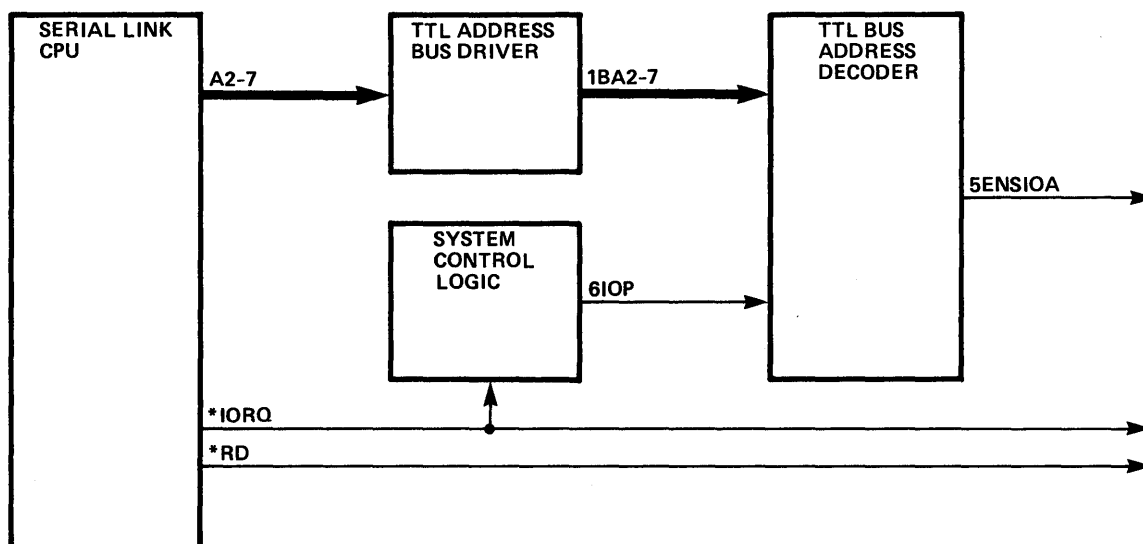 SERIAL LINK
CPU
TTL ADDRESS
BUS DRIVER
TTL BUS
ADDRESS
DECODER
A2-7
1BA2-7
5ENSIOA
SYSTEM
CONTROL
LOGIC
6IOP
*IORQ
*RD